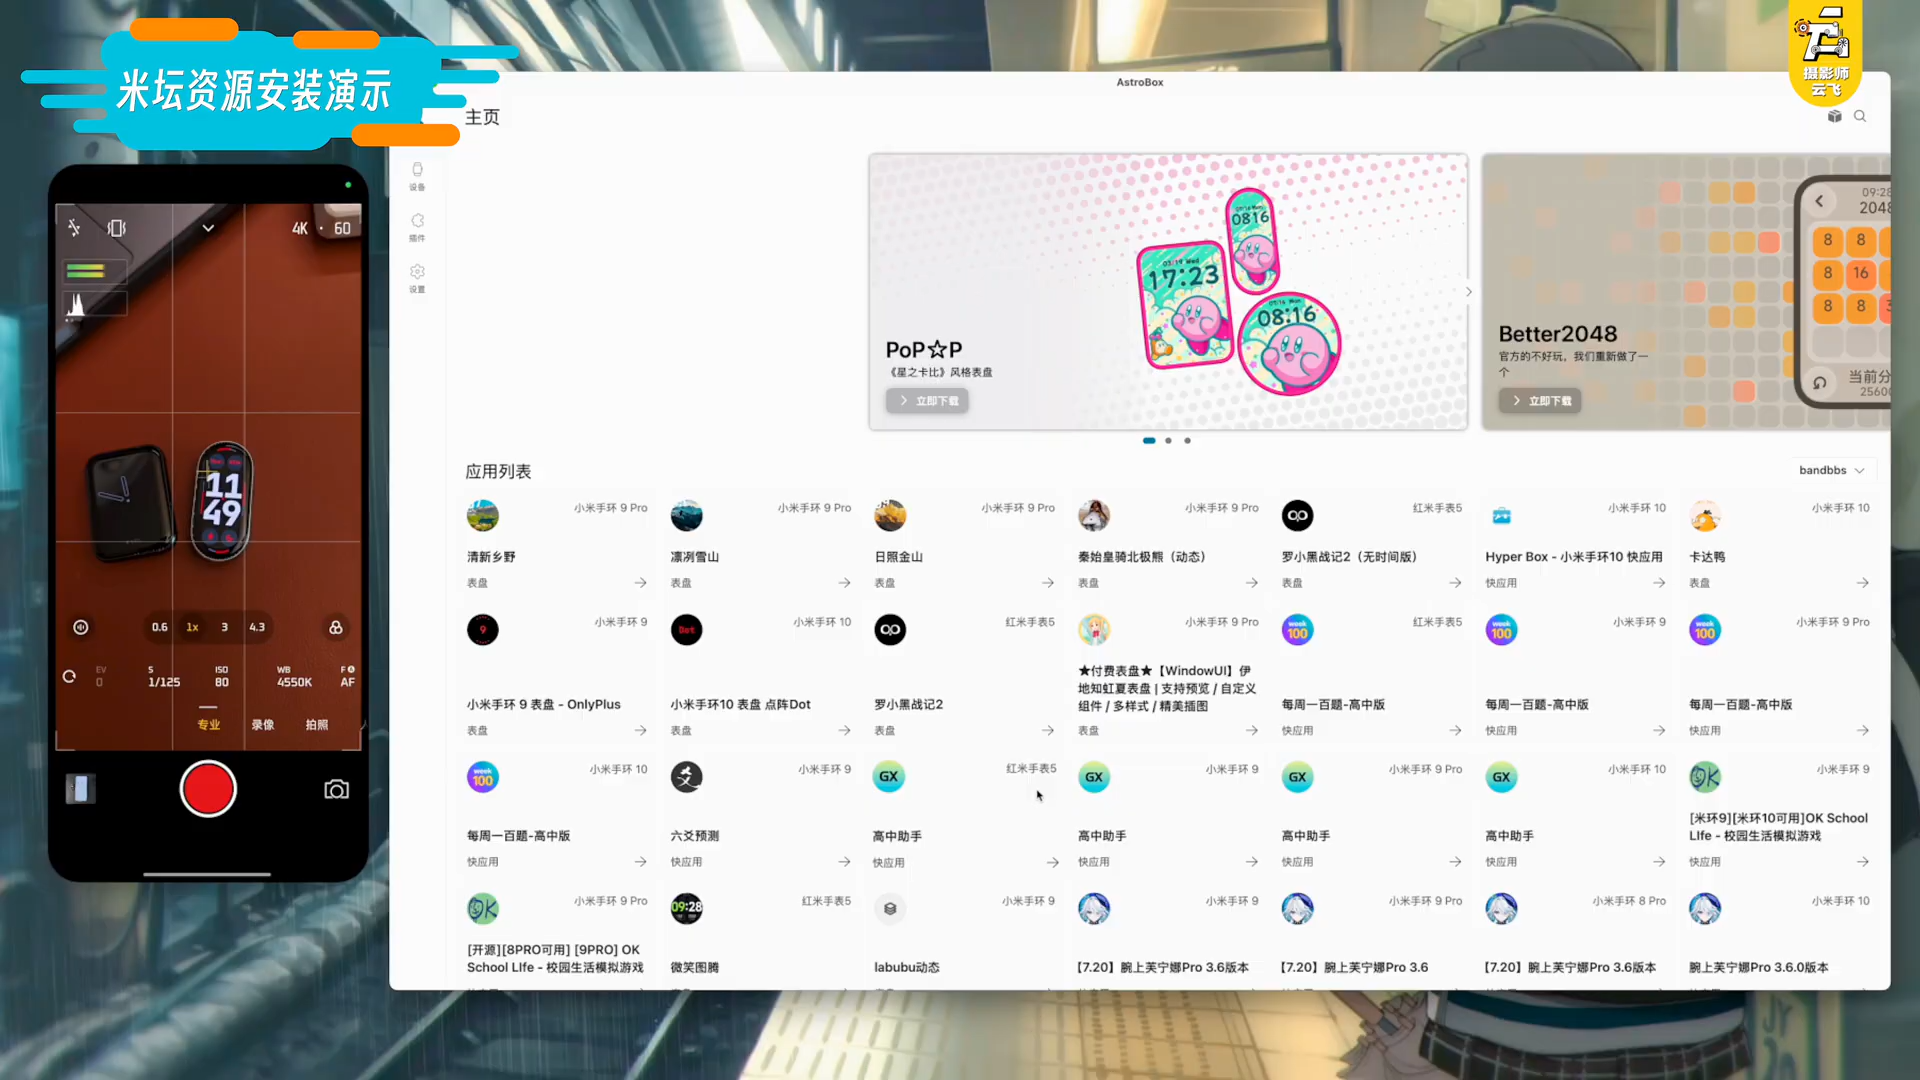 米坛资源安装演示
摄影师
云飞
AstroBox
主页
设备
插件
设置
4K · 60
11
49
0.6 1x 3 4.3
EV S ISO WB F
0 1/125 80 4550K AF
专业 录像 拍照
0816
17:23
08:16
PoP☆P
《星之卡比》风格表盘
立即下载
09:28
2048
8 8
8 16
8 8
当前分
Better2048
官方的不好玩，我们重新做了一
个
立即下载
应用列表
bandbbs
小米手环 9 Pro
清新乡野
表盘
小米手环 9 Pro
凛冽雪山
表盘
小米手环 9 Pro
日照金山
表盘
小米手环 9 Pro
秦始皇骑北极熊（动态）
表盘
红米手表5
罗小黑战记2（无时间版）
表盘
小米手环 10
Hyper Box - 小米手环10 快应用
快应用
小米手环 10
卡达鸭
表盘
9
小米手环 9
小米手环 9 表盘 - OnlyPlus
表盘
Dot
小米手环 10
小米手环10 表盘 点阵Dot
表盘
红米手表5
罗小黑战记2
表盘
小米手环 9 Pro
★付费表盘★【WindowUI】伊
地知虹夏表盘 | 支持预览 / 自定义
组件 / 多样式 / 精美插图
表盘
week
100
红米手表5
每周一百题-高中版
快应用
week
100
小米手环 9
每周一百题-高中版
快应用
week
100
小米手环 9 Pro
每周一百题-高中版
快应用
week
100
小米手环 10
每周一百题-高中版
快应用
爻
小米手环 9
六爻预测
快应用
GX
红米手表5
高中助手
快应用
GX
小米手环 9
高中助手
快应用
GX
小米手环 9 Pro
高中助手
快应用
GX
小米手环 10
高中助手
快应用
OK
小米手环 9
[米环9][米环10可用]OK School
LIfe - 校园生活模拟游戏
快应用
OK
小米手环 9 Pro
[开源][8PRO可用] [9PRO] OK
School LIfe - 校园生活模拟游戏
09:28
红米手表5
微笑图腾
小米手环 9
labubu动态
小米手环 9
【7.20】腕上芙宁娜Pro 3.6版本
小米手环 9 Pro
【7.20】腕上芙宁娜Pro 3.6
小米手环 8 Pro
【7.20】腕上芙宁娜Pro 3.6版本
小米手环 10
腕上芙宁娜Pro 3.6.0版本